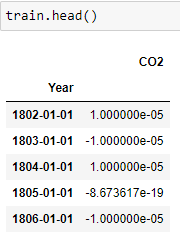 train.head()
CO2
Year
1802-01-01 1.000000e-05
1803-01-01 -1.000000e-05
1804-01-01 1.000000e-05
1805-01-01 -8.673617e-19
1806-01-01 -1.000000e-05